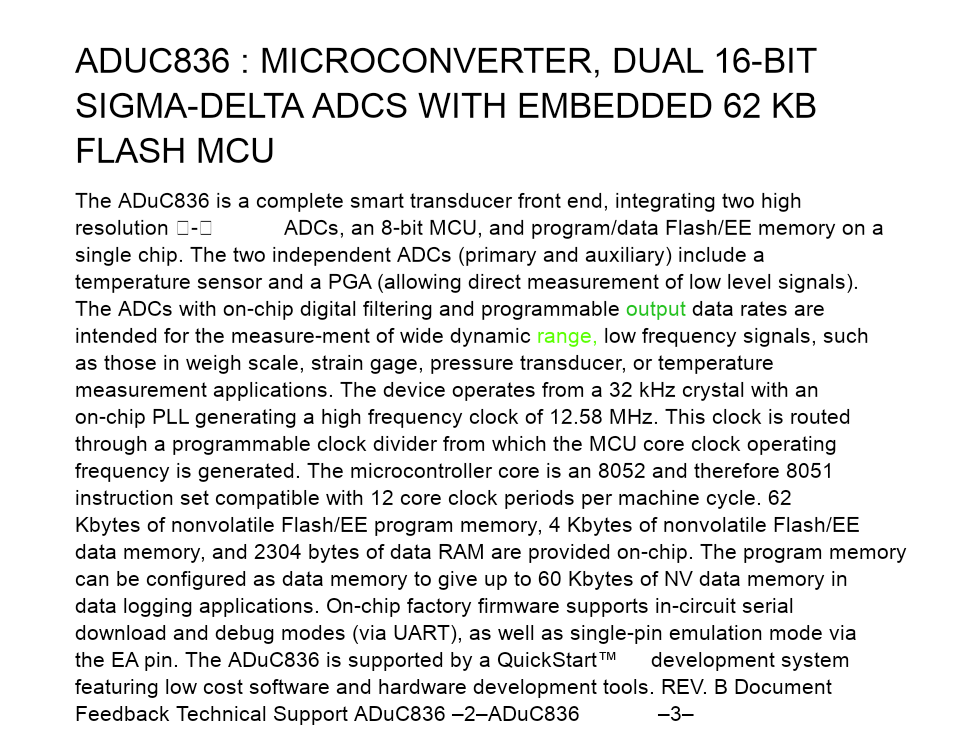 ADUC836 : MICROCONVERTER, DUAL 16-BIT
SIGMA-DELTA ADCS WITH EMBEDDED 62 KB
FLASH MCU
The ADuC836 is a complete smart transducer front end, integrating two high
resolution □-□ ADCs, an 8-bit MCU, and program/data Flash/EE memory on a
single chip. The two independent ADCs (primary and auxiliary) include a
temperature sensor and a PGA (allowing direct measurement of low level signals).
The ADCs with on-chip digital filtering and programmable output data rates are
intended for the measure-ment of wide dynamic range, low frequency signals, such
as those in weigh scale, strain gage, pressure transducer, or temperature
measurement applications. The device operates from a 32 kHz crystal with an
on-chip PLL generating a high frequency clock of 12.58 MHz. This clock is routed
through a programmable clock divider from which the MCU core clock operating
frequency is generated. The microcontroller core is an 8052 and therefore 8051
instruction set compatible with 12 core clock periods per machine cycle. 62
Kbytes of nonvolatile Flash/EE program memory, 4 Kbytes of nonvolatile Flash/EE
data memory, and 2304 bytes of data RAM are provided on-chip. The program memory
can be configured as data memory to give up to 60 Kbytes of NV data memory in
data logging applications. On-chip factory firmware supports in-circuit serial
download and debug modes (via UART), as well as single-pin emulation mode via
the EA pin. The ADuC836 is supported by a QuickStart™ development system
featuring low cost software and hardware development tools. REV. B Document
Feedback Technical Support ADuC836 –2–ADuC836 –3–